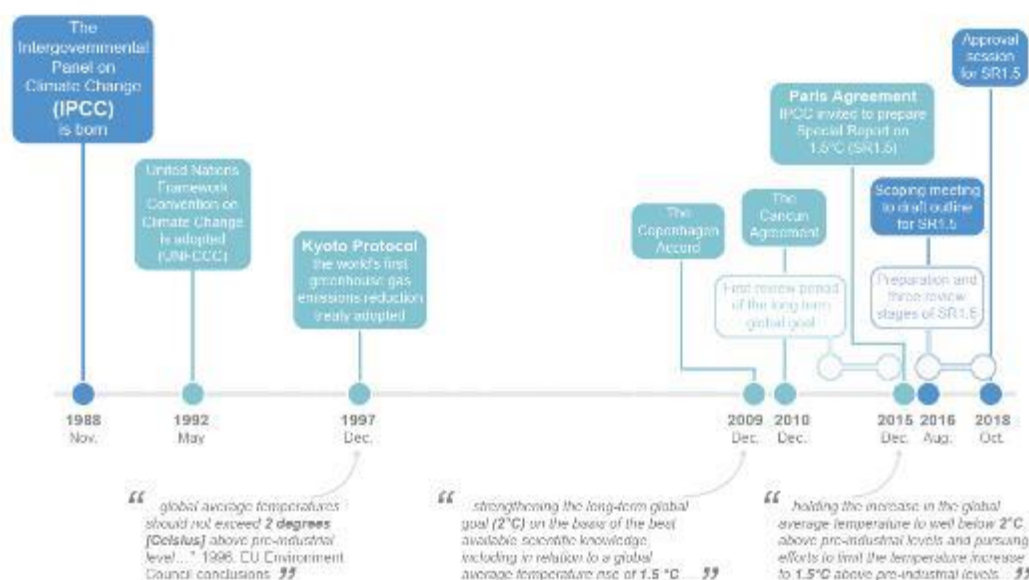 The
Intergovernmental
Panel on
Climate Change
(IPCC)
is born
United Nations
Framework
Convention on
Climate Change
is adopted
(UNFCCC)
Kyoto Protocol
the world's first
greenhouse gas
emissions reduction
treaty adopted
The
Copenhagen
Accord
The
Cancun
Agreement
First review period
of the long term
global goal
Paris Agreement
IPCC invited to prepare
Special Report on
1.5°C (SR1.5)
Scoping meeting
to draft outline
for SR1.5
Preparation and
three review
stages of SR1.5
Approval
session
for SR1.5
1988
Nov.
1992
May
1997
Dec.
2009
Dec.
2010
Dec.
2015
Dec.
2016
Aug.
2018
Oct.
“ global average temperatures
should not exceed 2 degrees
[Celsius] above pre-industrial
level...” 1996, EU Environment
Council conclusions ”
“ strengthening the long-term global
goal (2°C) on the basis of the best
available scientific knowledge
including in relation to a global
average temperature rise of 1.5 °C ”
“ holding the increase in the global
average temperature to well below 2°C
above pre-industrial levels and pursuing
efforts to limit the temperature increase
to 1.5°C above pre-industrial levels ... ”